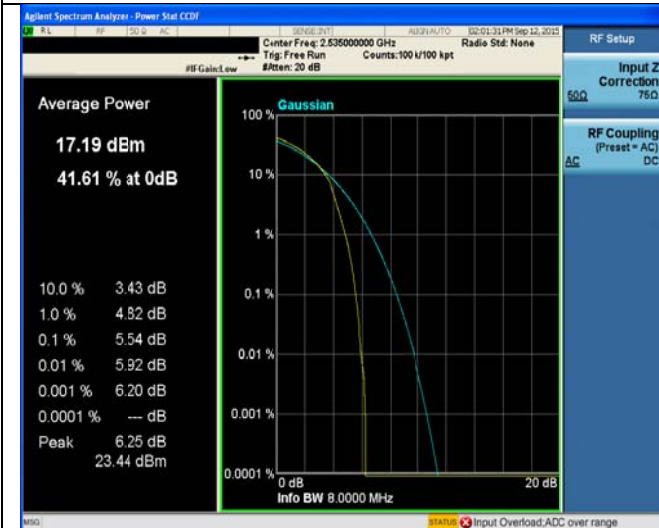 Agilent Spectrum Analyzer - Power Stat CCDF
RL RF 50 Ω AC SENSE:INT ALIGN AUTO 02:01:31 PM Sep 12, 2015
Center Freq: 2.535000000 GHz Radio Std: None
Trig: Free Run Counts:100 k/100 kpt
#IFGain:Low #Atten: 20 dB
RF Setup
Input Z
Correction
50Ω 75Ω
RF Coupling
(Preset = AC)
AC DC
Average Power
17.19 dBm
41.61 % at 0dB
10.0 % 3.43 dB
1.0 % 4.82 dB
0.1 % 5.54 dB
0.01 % 5.92 dB
0.001 % 6.20 dB
0.0001 % --- dB
Peak 6.25 dB
23.44 dBm
Gaussian
100 %
10 %
1 %
0.1 %
0.01 %
0.001 %
0.0001 %
0 dB 20 dB
Info BW 8.0000 MHz
MSG STATUS Input Overload;ADC over range